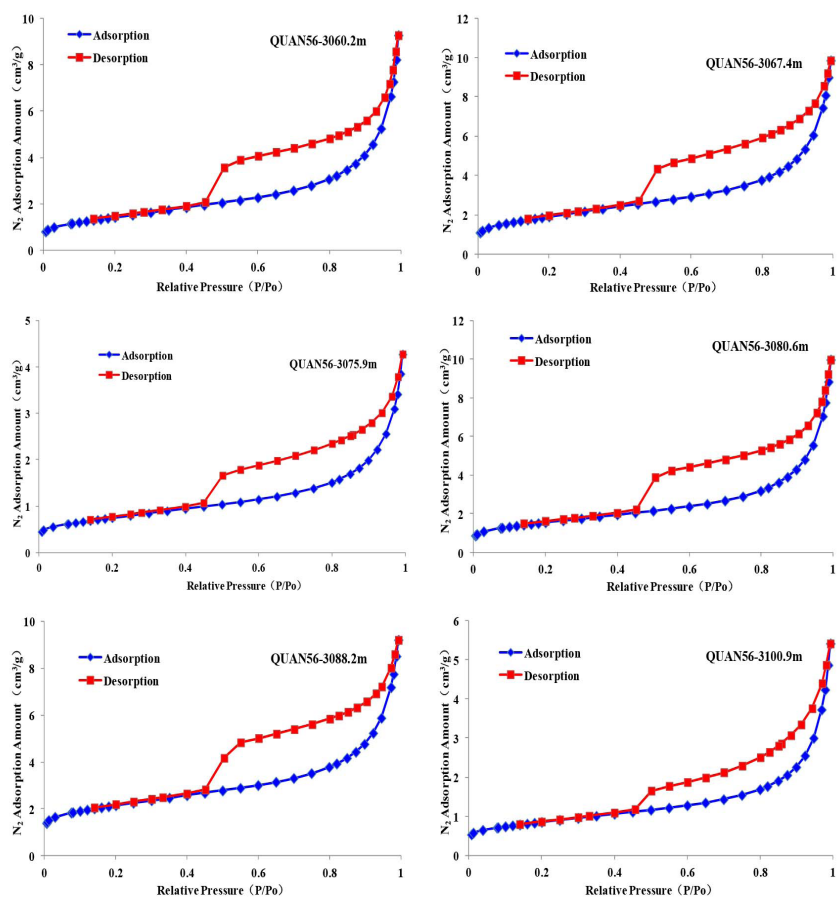 10
8
6
4
2
0
0
0.2
0.4
0.6
0.8
1
N₂ Adsorption Amount（cm³/g）
Relative Pressure（P/Po）
Adsorption
Desorption
QUAN56-3060.2m
12
10
8
6
4
2
0
0
0.2
0.4
0.6
0.8
1
N₂ Adsorption Amount（cm³/g）
Relative Pressure（P/Po）
Adsorption
Desorption
QUAN56-3067.4m
5
4
3
2
1
0
0
0.2
0.4
0.6
0.8
1
N₂ Adsorption Amount（cm³/g）
Relative Pressure（P/Po）
Adsorption
Desorption
QUAN56-3075.9m
12
10
8
6
4
2
0
0
0.2
0.4
0.6
0.8
1
N₂ Adsorption Amount（cm³/g）
Relative Pressure（P/Po）
Adsorption
Desorption
QUAN56-3080.6m
10
8
6
4
2
0
0
0.2
0.4
0.6
0.8
1
N₂ Adsorption Amount（cm³/g）
Relative Pressure（P/Po）
Adsorption
Desorption
QUAN56-3088.2m
6
5
4
3
2
1
0
0
0.2
0.4
0.6
0.8
1
N₂ Adsorption Amount（cm³/g）
Relative Pressure（P/Po）
Adsorption
Desorption
QUAN56-3100.9m